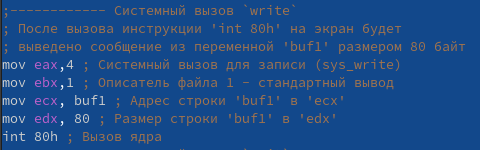 ;------------ Системный вызов `write`
; После вызова инструкции 'int 80h' на экран будет
; выведено сообщение из переменной 'buf1' размером 80 байт
mov eax,4 ; Системный вызов для записи (sys_write)
mov ebx,1 ; Описатель файла 1 - стандартный вывод
mov ecx, buf1 ; Адрес строки 'buf1' в 'ecx'
mov edx, 80 ; Размер строки 'buf1' в 'edx'
int 80h ; Вызов ядра